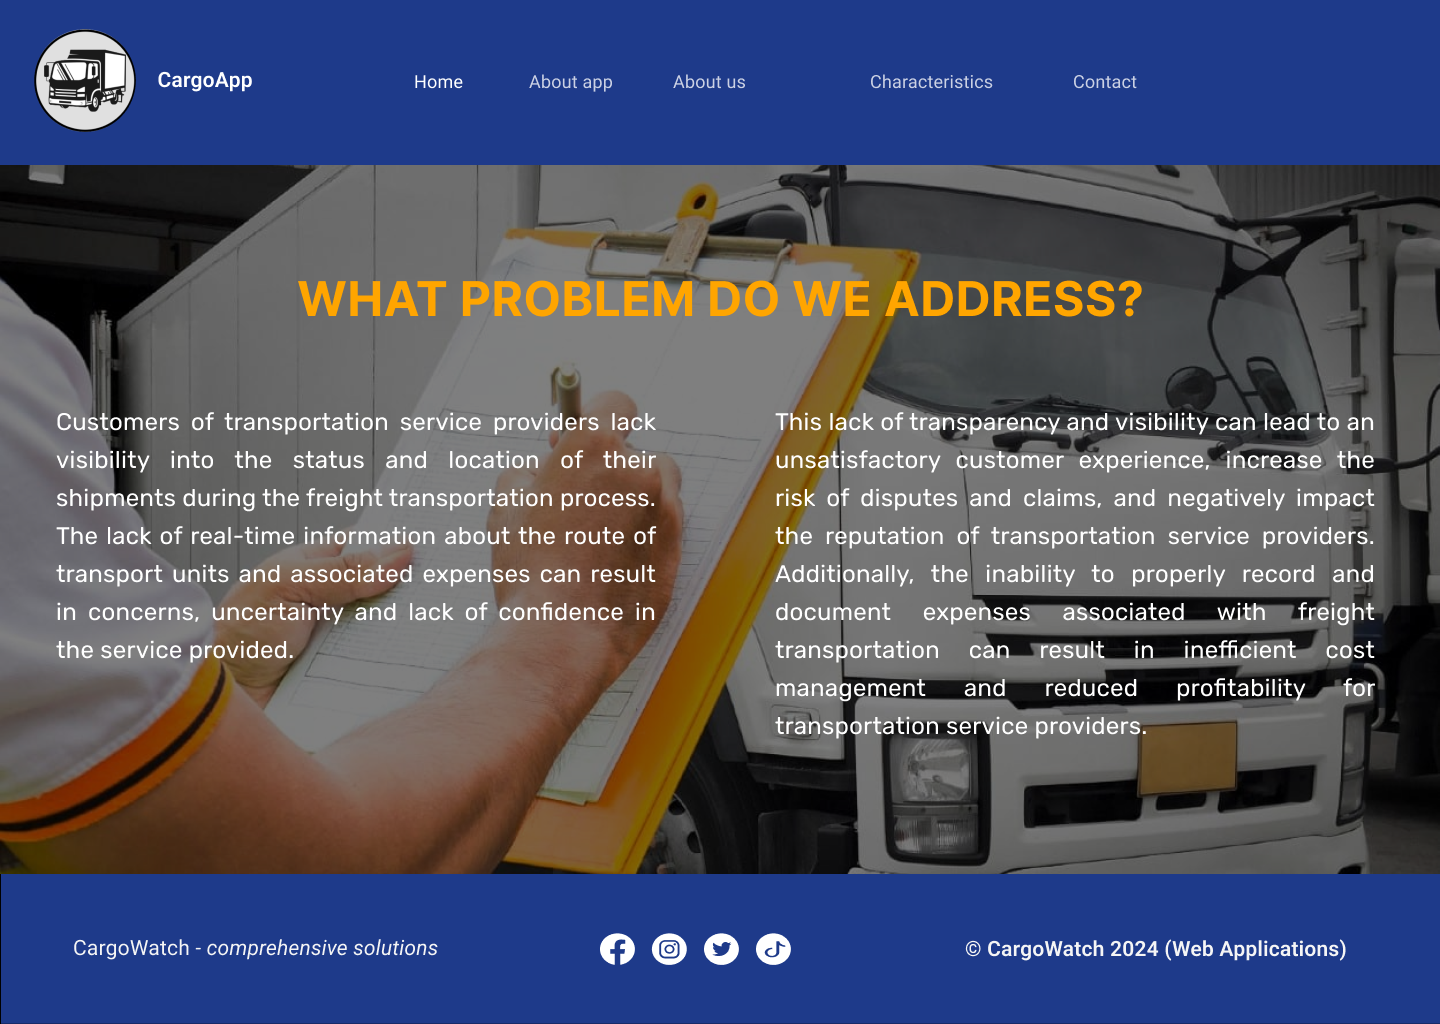 CargoApp
Home
About app
About us
Characteristics
Contact
WHAT PROBLEM DO WE ADDRESS?
Customers of transportation service providers lack
visibility into the status and location of their
shipments during the freight transportation process.
The lack of real-time information about the route of
transport units and associated expenses can result
in concerns, uncertainty and lack of confidence in
the service provided.
This lack of transparency and visibility can lead to an
unsatisfactory customer experience, increase the
risk of disputes and claims, and negatively impact
the reputation of transportation service providers.
Additionally, the inability to properly record and
document expenses associated with freight
transportation can result in inefficient cost
management and reduced profitability for
transportation service providers.
CargoWatch - comprehensive solutions
© CargoWatch 2024 (Web Applications)